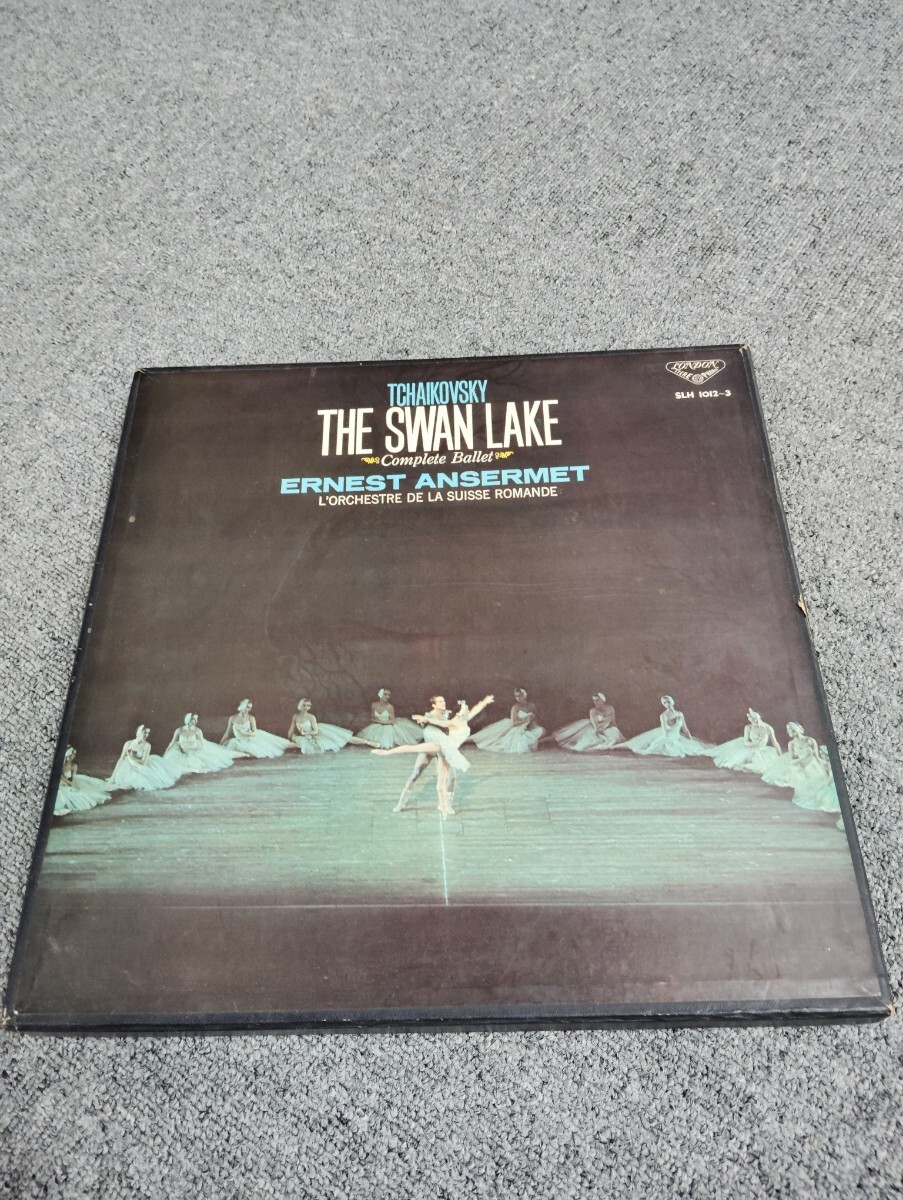 LONDON
SLH 1012~3
TCHAIKOVSKY
THE SWAN LAKE
Complete Ballet
ERNEST ANSERMET
L'ORCHESTRE DE LA SUISSE ROMANDE